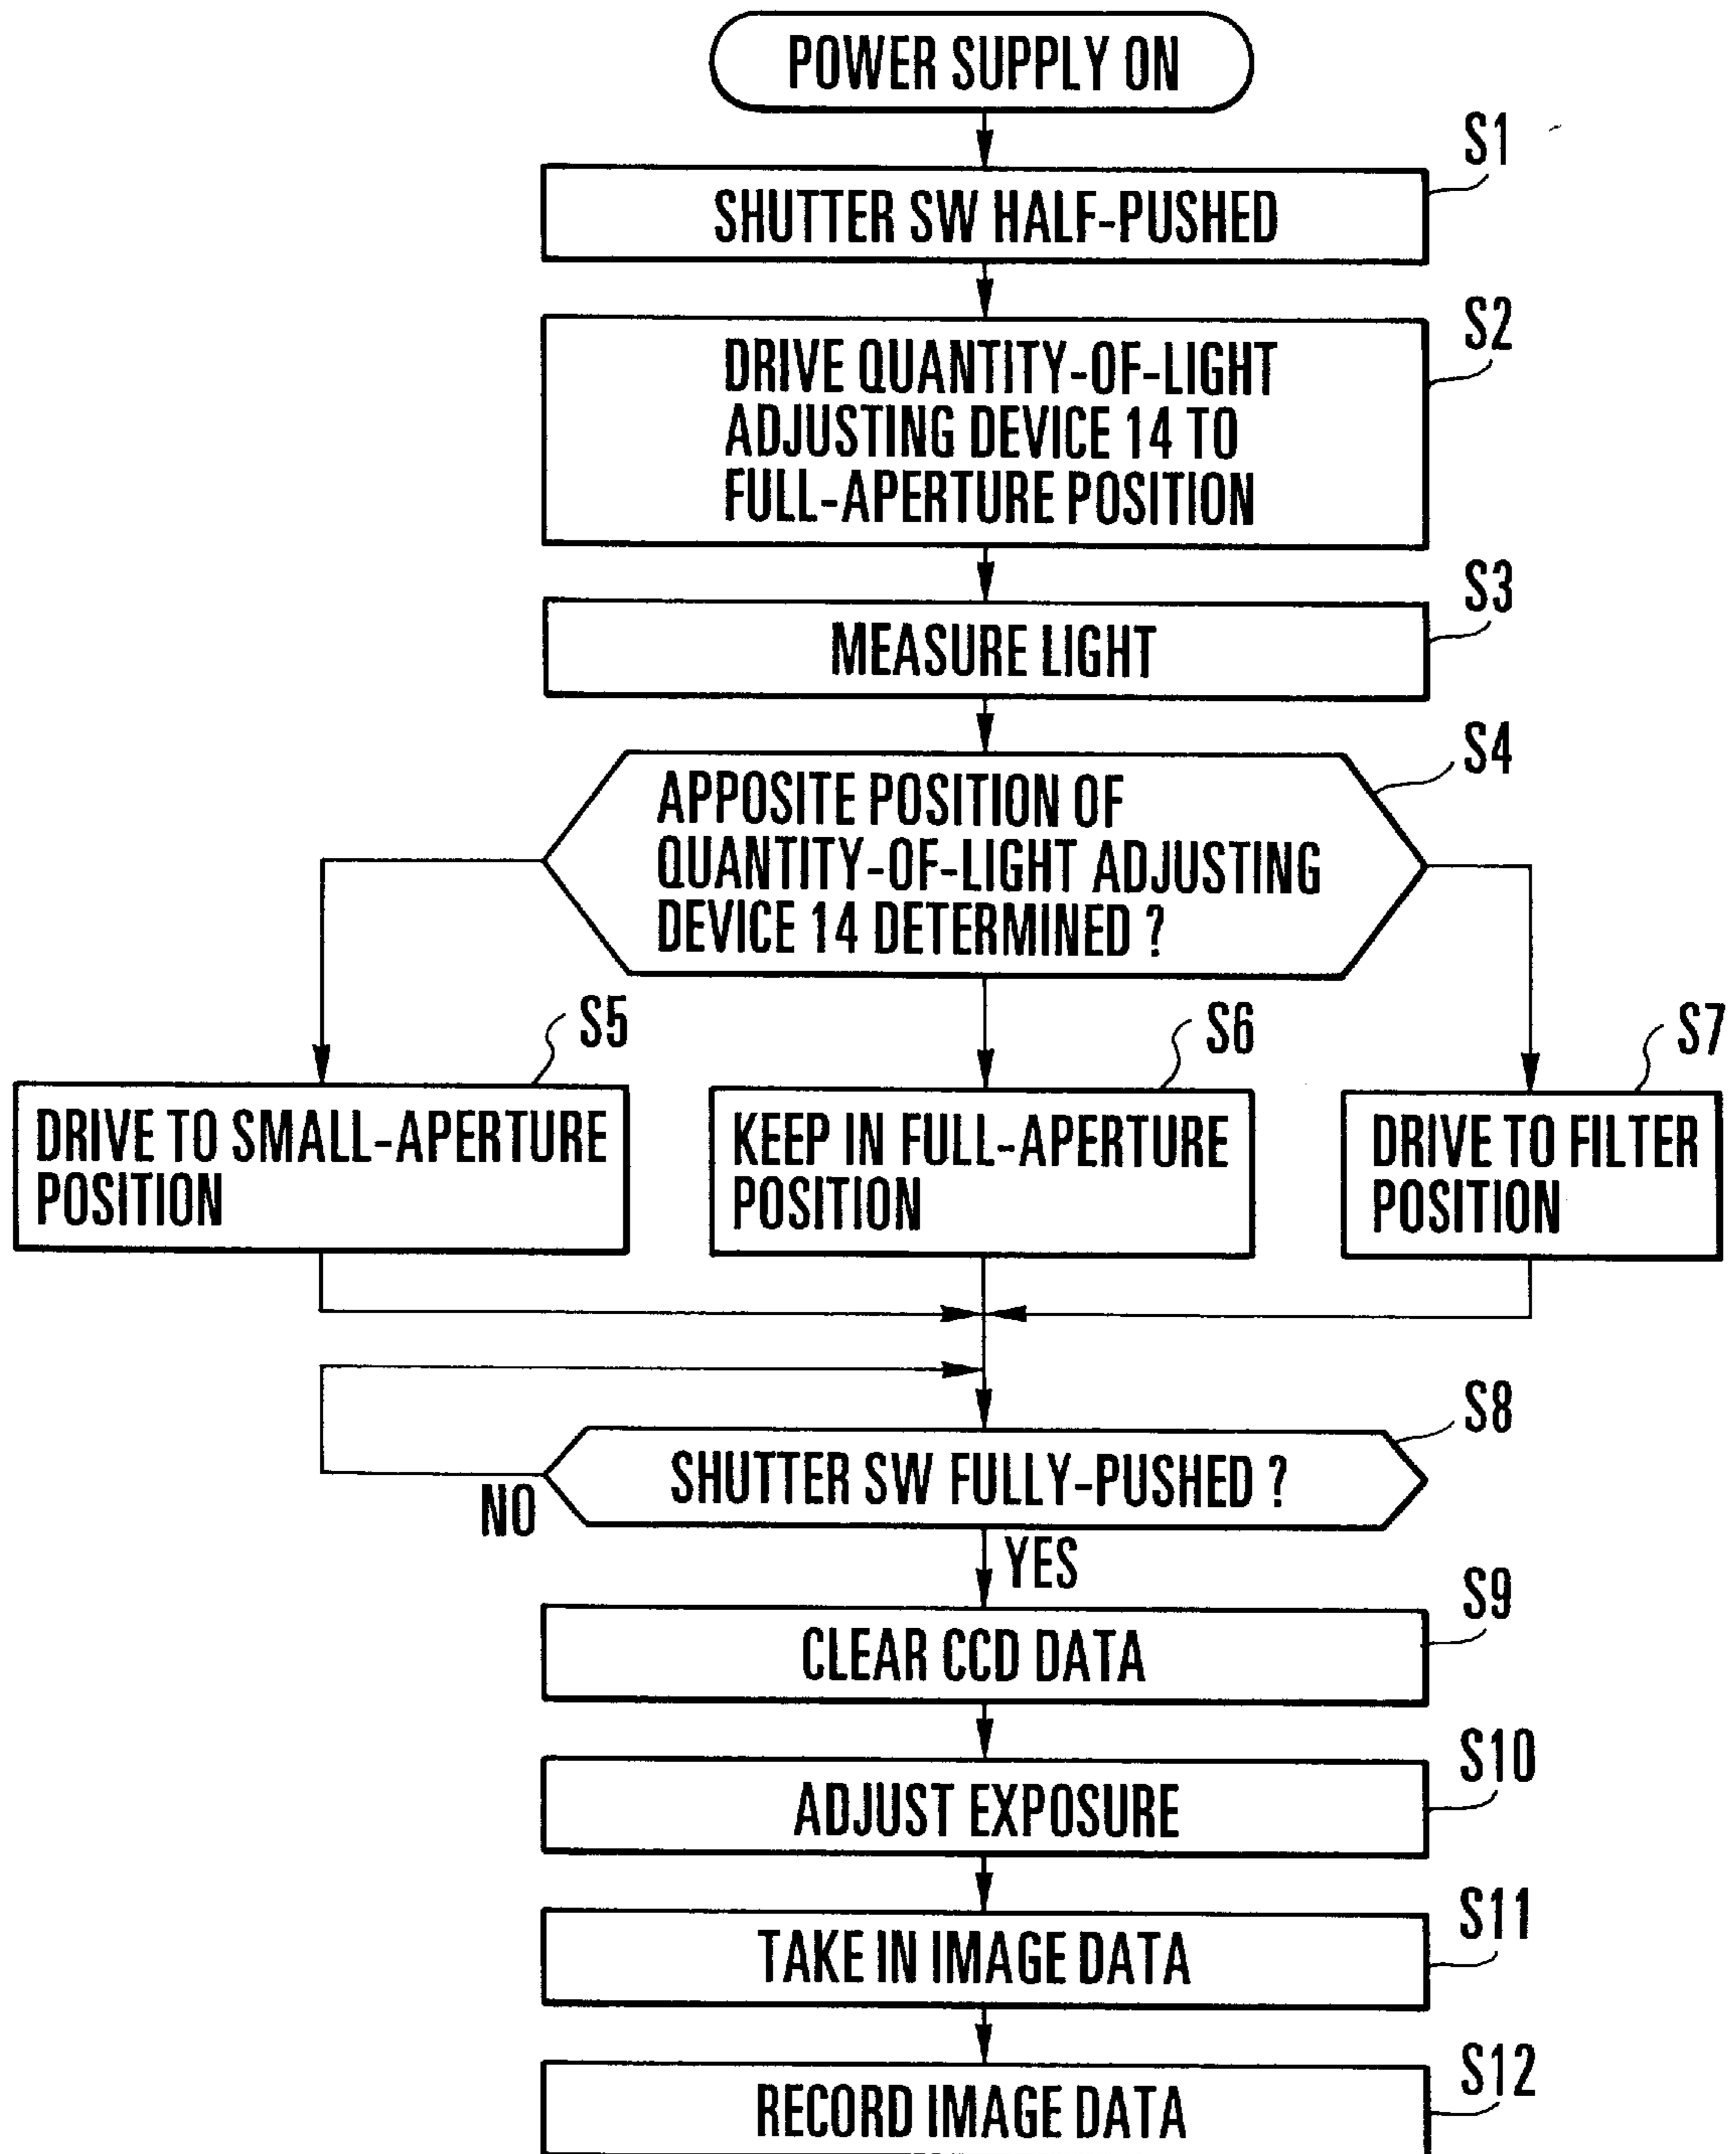 POWER SUPPLY ON
S1
SHUTTER SW HALF-PUSHED
S2
DRIVE QUANTITY-OF-LIGHT
ADJUSTING DEVICE 14 TO
FULL-APERTURE POSITION
S3
MEASURE LIGHT
S4
APPOSITE POSITION OF
QUANTITY-OF-LIGHT ADJUSTING
DEVICE 14 DETERMINED ?
S5
DRIVE TO SMALL-APERTURE
POSITION
S6
KEEP IN FULL-APERTURE
POSITION
S7
DRIVE TO FILTER
POSITION
S8
SHUTTER SW FULLY-PUSHED ?
NO
YES
S9
CLEAR CCD DATA
S10
ADJUST EXPOSURE
S11
TAKE IN IMAGE DATA
S12
RECORD IMAGE DATA